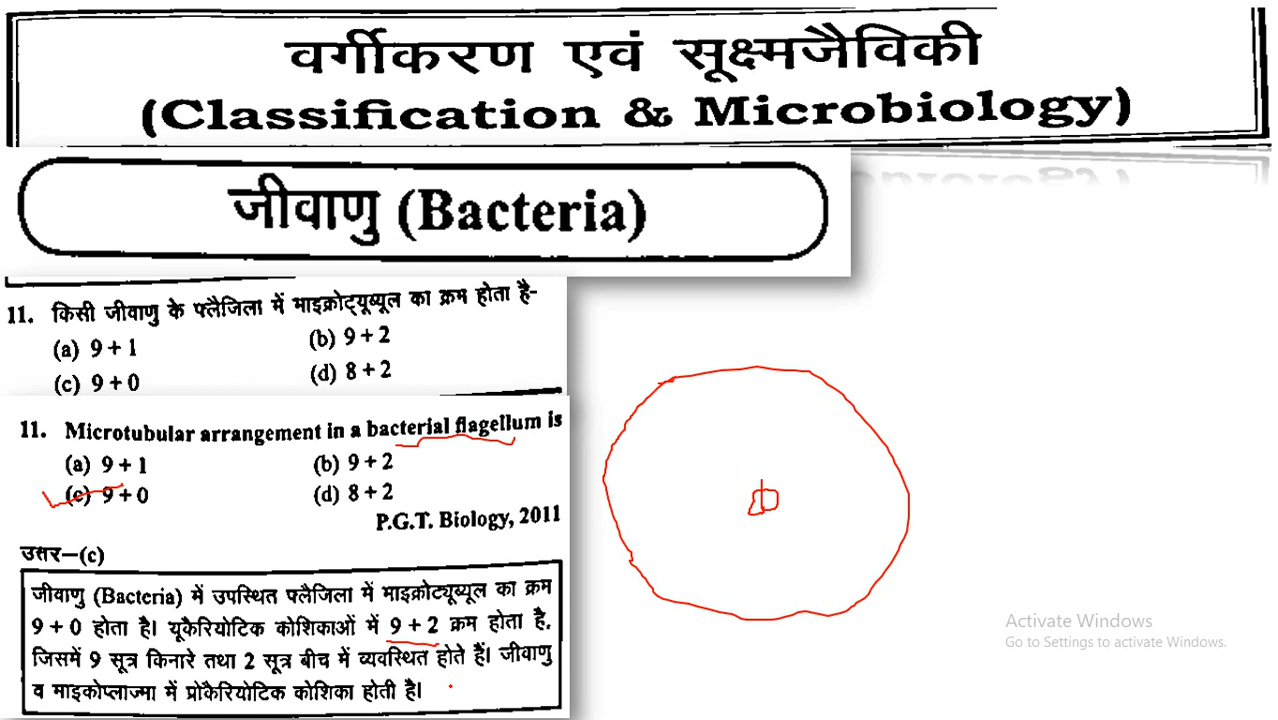 वर्गीकरण एवं सूक्ष्मजैविकी
(Classification & Microbiology)
जीवाणु (Bacteria)
11. किसी जीवाणु के फ्लैजिला में माइक्रोट्यूब्यूल का क्रम होता है-
(a) 9 + 1 (b) 9 + 2
(c) 9 + 0 (d) 8 + 2
11. Microtubular arrangement in a bacterial flagellum is
(a) 9 + 1 (b) 9 + 2
(c) 9 + 0 (d) 8 + 2
P.G.T. Biology, 2011
उत्तर–(c)
जीवाणु (Bacteria) में उपस्थित फ्लैजिला में माइक्रोट्यूब्यूल का क्रम
9 + 0 होता है। यूकैरियोटिक कोशिकाओं में 9 + 2 क्रम होता है,
जिसमें 9 सूत्र किनारे तथा 2 सूत्र बीच में व्यवस्थित होते हैं। जीवाणु
व माइकोप्लाज्मा में प्रोकैरियोटिक कोशिका होती है।
Activate Windows
Go to Settings to activate Windows.